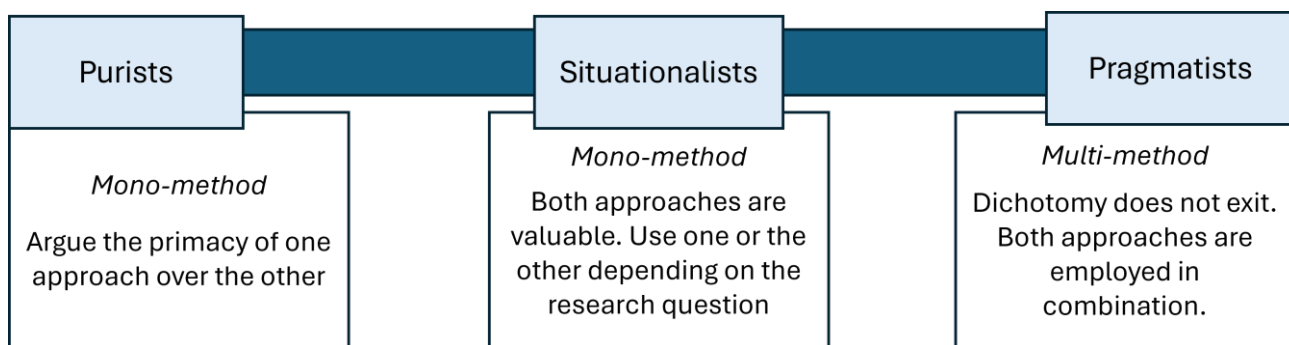 Purists
Situationalists
Pragmatists
Mono-method
Argue the primacy of one
approach over the other
Mono-method
Both approaches are
valuable. Use one or the
other depending on the
research question
Multi-method
Dichotomy does not exit.
Both approaches are
employed in
combination.